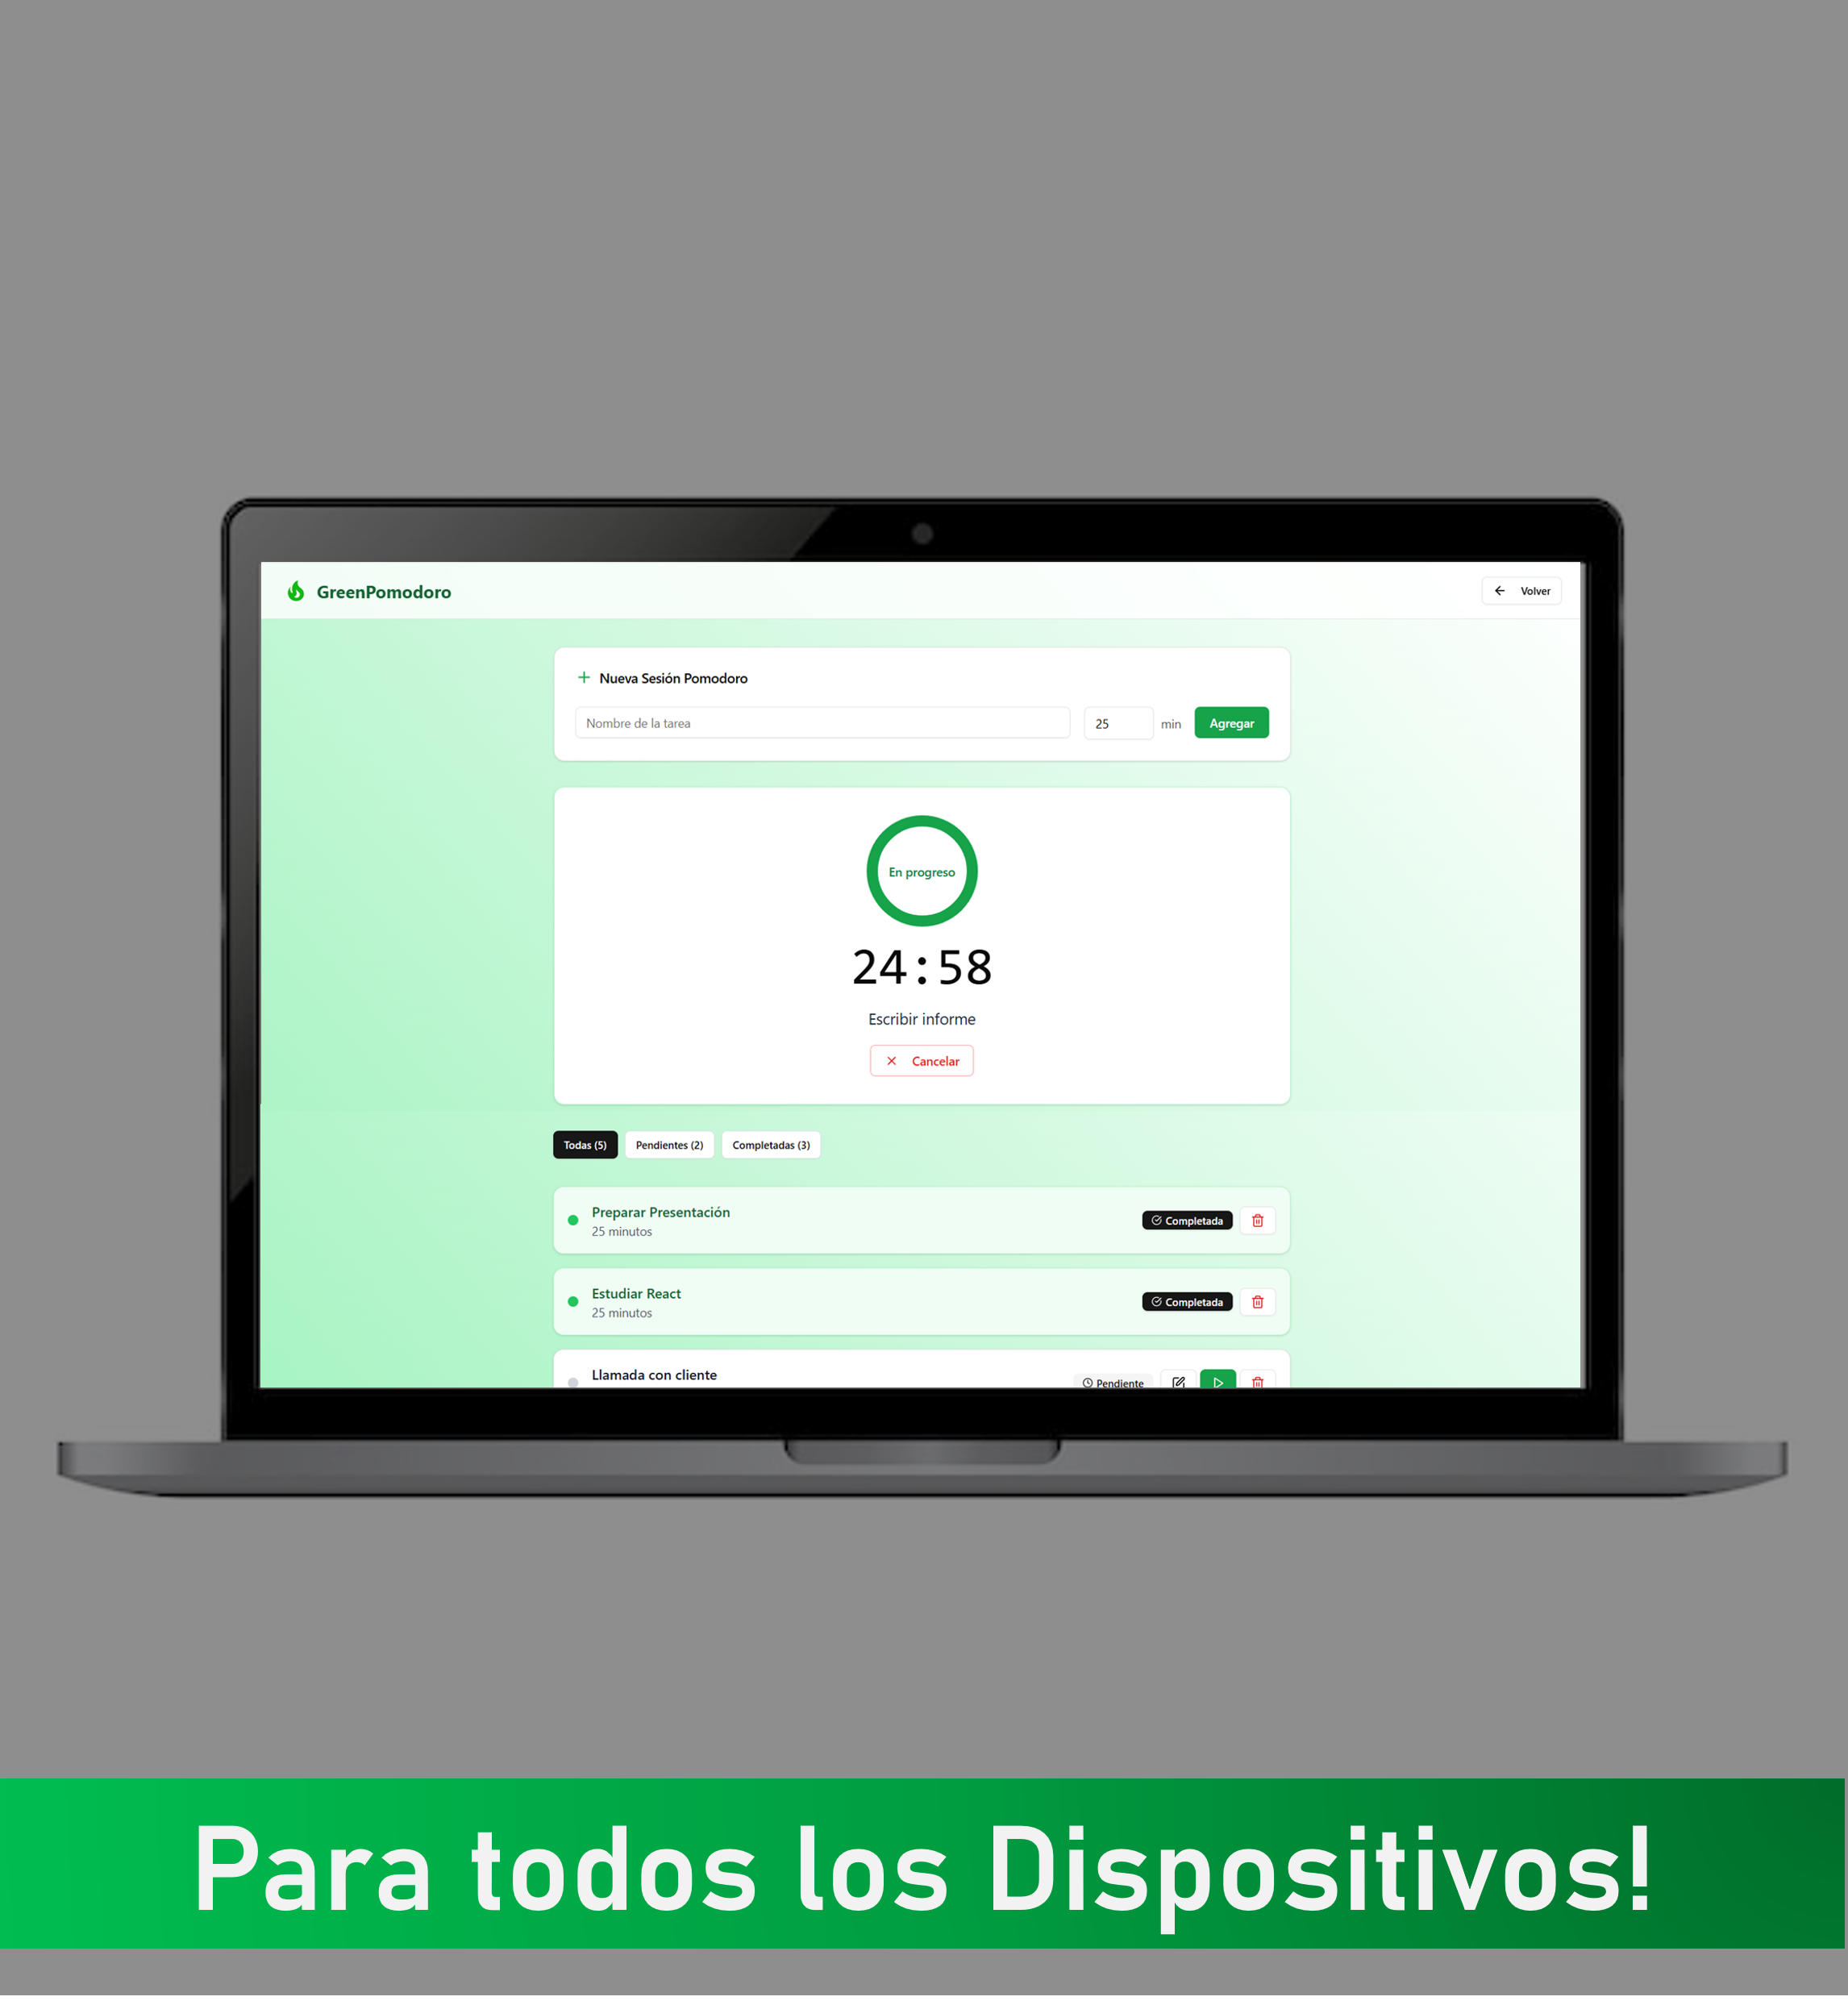 GreenPomodoro
Volver
Nueva Sesión Pomodoro
Nombre de la tarea
25
min
Agregar
En progreso
24:58
Escribir informe
Cancelar
Todas (5)
Pendientes (2)
Completadas (3)
Preparar Presentación
25 minutos
Completada
Estudiar React
25 minutos
Completada
Llamada con cliente
Pendiente
Para todos los Dispositivos!